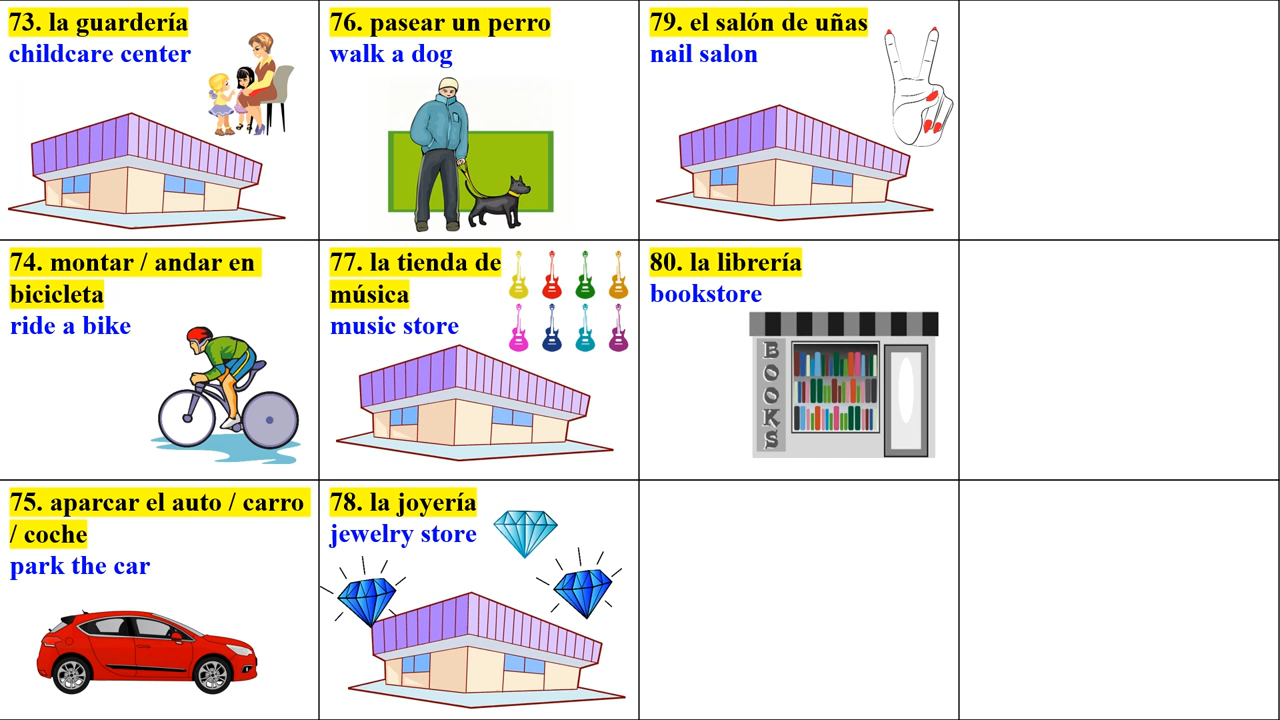 73. la guardería
childcare center
74. montar / andar en
bicicleta
ride a bike
75. aparcar el auto / carro
/ coche
park the car
76. pasear un perro
walk a dog
77. la tienda de
música
music store
78. la joyería
jewelry store
79. el salón de uñas
nail salon
80. la librería
bookstore
BOOKS